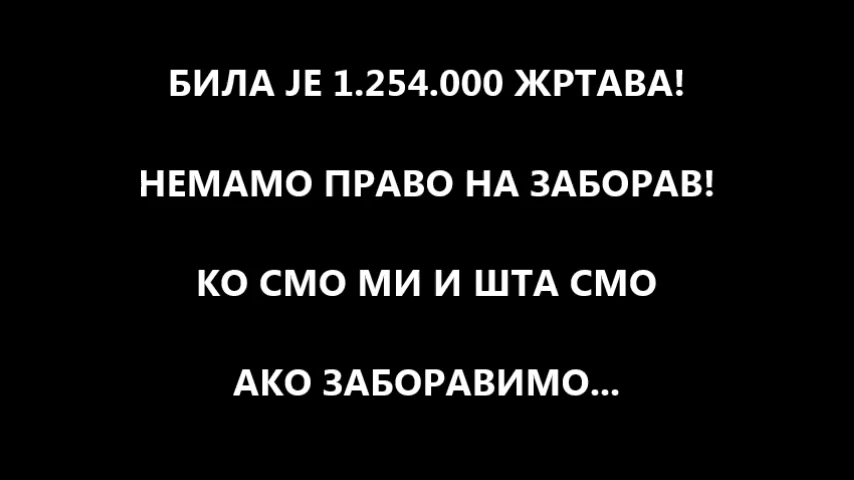 БИЛА ЈЕ 1.254.000 ЖРТАВА!
НЕМАМО ПРАВО НА ЗАБОРАВ!
КО СМО МИ И ШТА СМО
АКО ЗАБОРАВИМО...